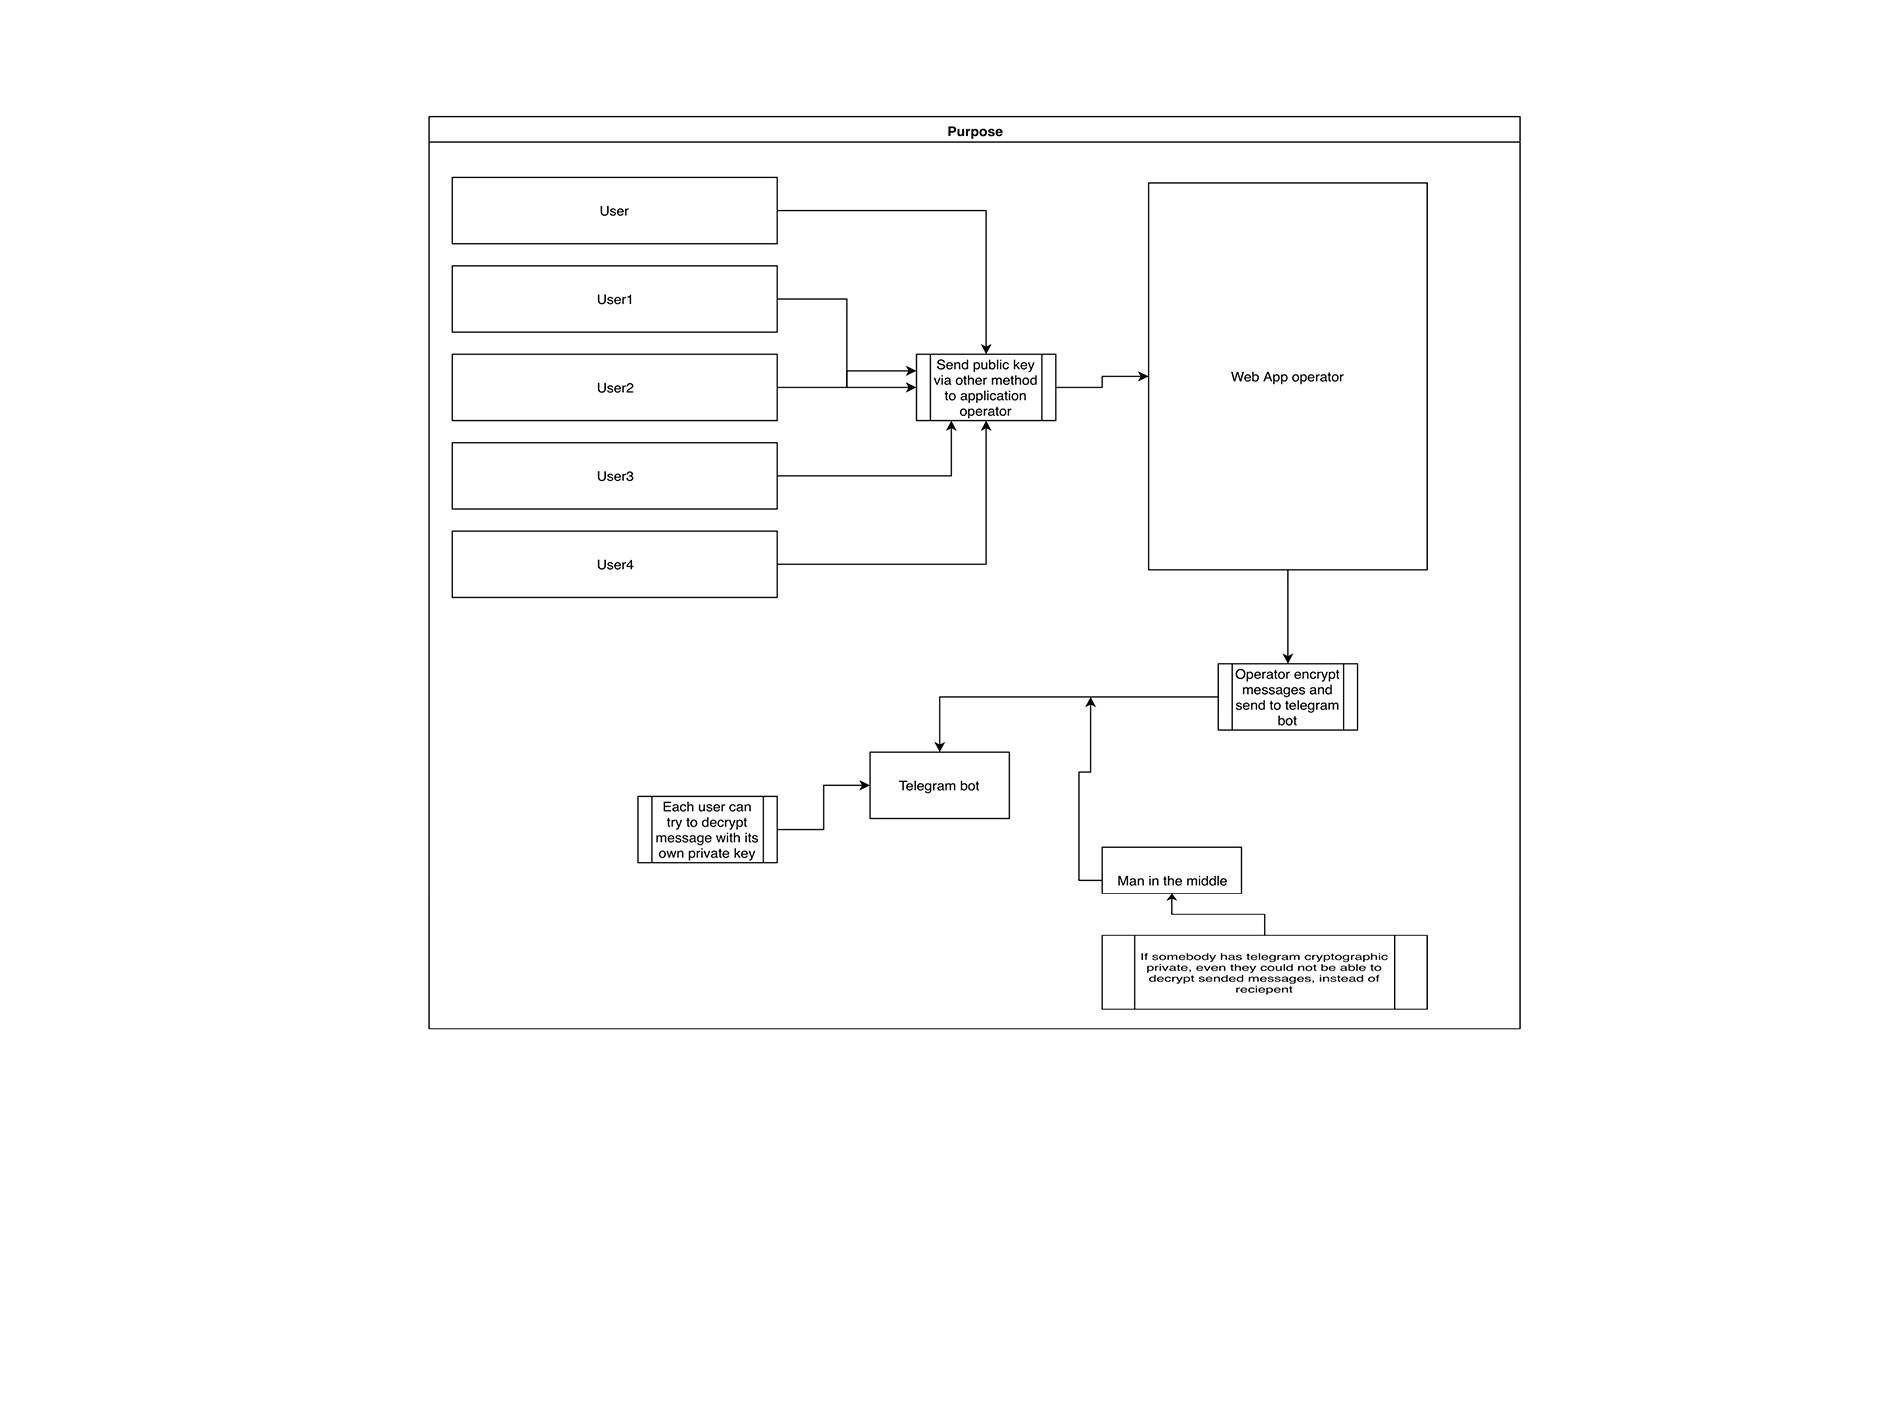 Purpose
User
User1
User2
User3
User4
Send public key
via other method
to application
operator
Web App operator
Operator encrypt
messages and
send to telegram
bot
Telegram bot
Each user can
try to decrypt
message with its
own private key
Man in the middle
If somebody has telegram cryptographic
private, even they could not be able to
decrypt sended messages, instead of
reciepent